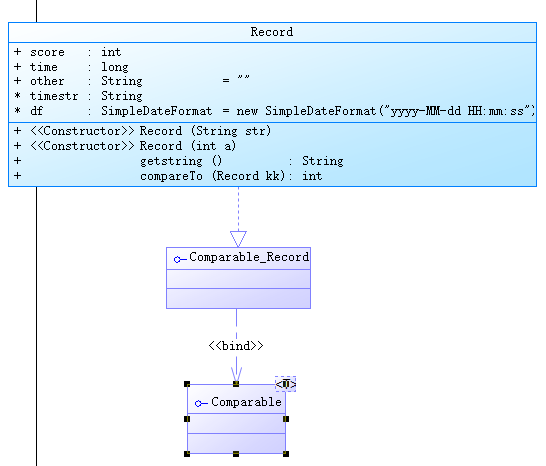 Record
+ score : int
+ time : long
+ other : String = ""
* timestr : String
* df : SimpleDateFormat = new SimpleDateFormat("yyyy-MM-dd HH:mm:ss")
+ <<Constructor>> Record (String str)
+ <<Constructor>> Record (int a)
+ getstring () : String
+ compareTo (Record kk) : int
Comparable_Record
<<bind>>
<T>
Comparable